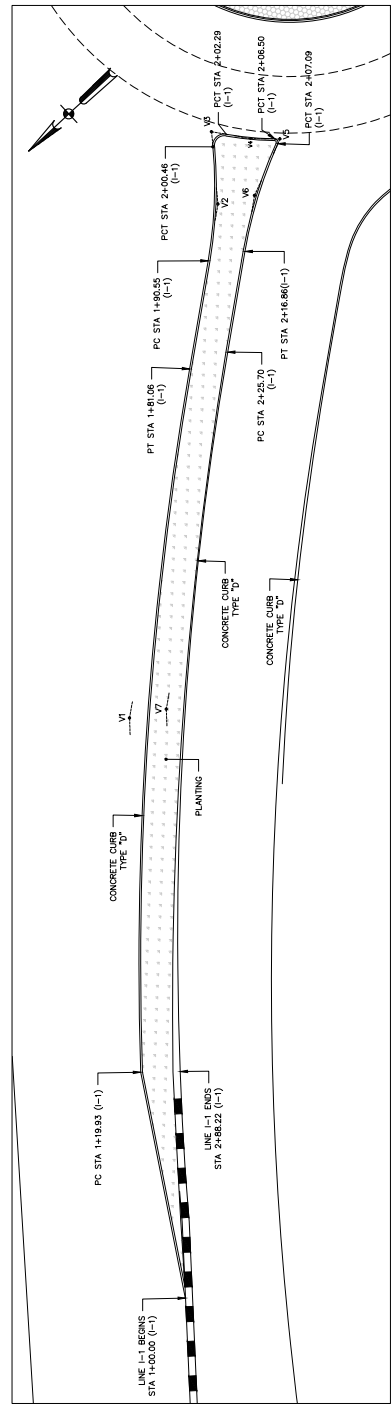 LINE I-1 BEGINS
STA 1+00.00 (I-1)
PC STA 1+19.93 (I-1)
CONCRETE CURB
TYPE "D"
V1
PT STA 1+81.06
(I-1)
PC STA 1+90.55
(I-1)
PCT STA 2+00.46
(I-1)
V2
V3
PCT STA 2+02.29
(I-1)
PCT STA 2+06.50
(I-1)
V4
V5
PCT STA 2+07.09
(I-1)
V6
PT STA 2+16.86(I-1)
PC STA 2+25.70
(I-1)
CONCRETE CURB
TYPE "D"
CONCRETE CURB
TYPE "D"
V7
PLANTING
LINE I-1 ENDS
STA 2+88.22 (I-1)